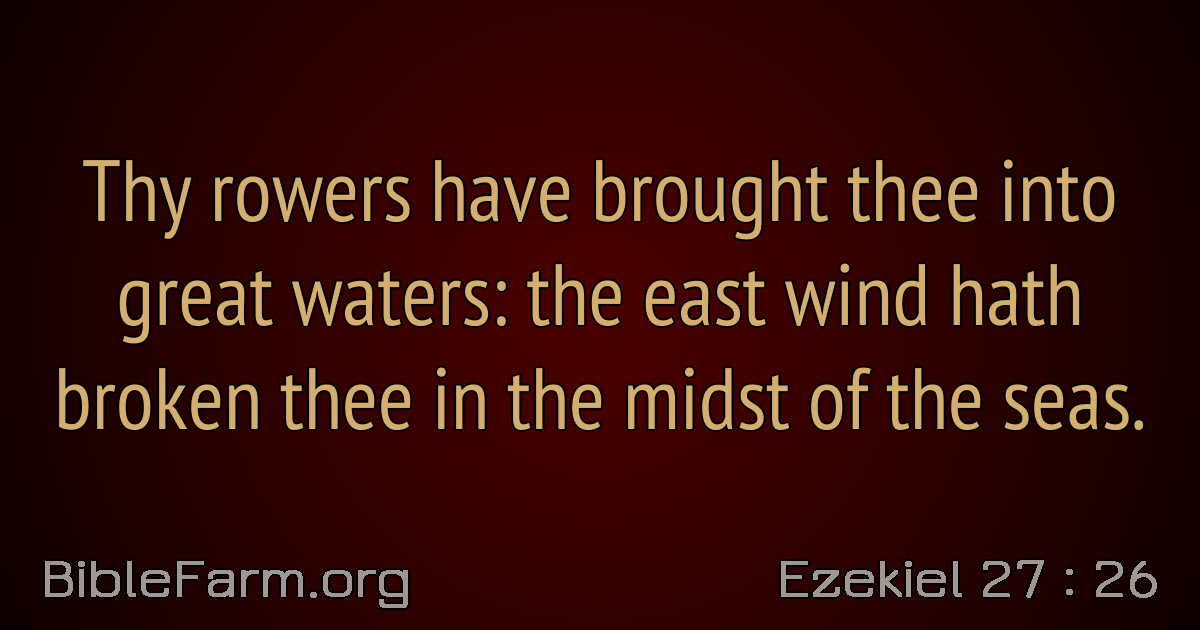 Thy rowers have brought thee into
great waters: the east wind hath
broken thee in the midst of the seas.
BibleFarm.org
Ezekiel 27 : 26